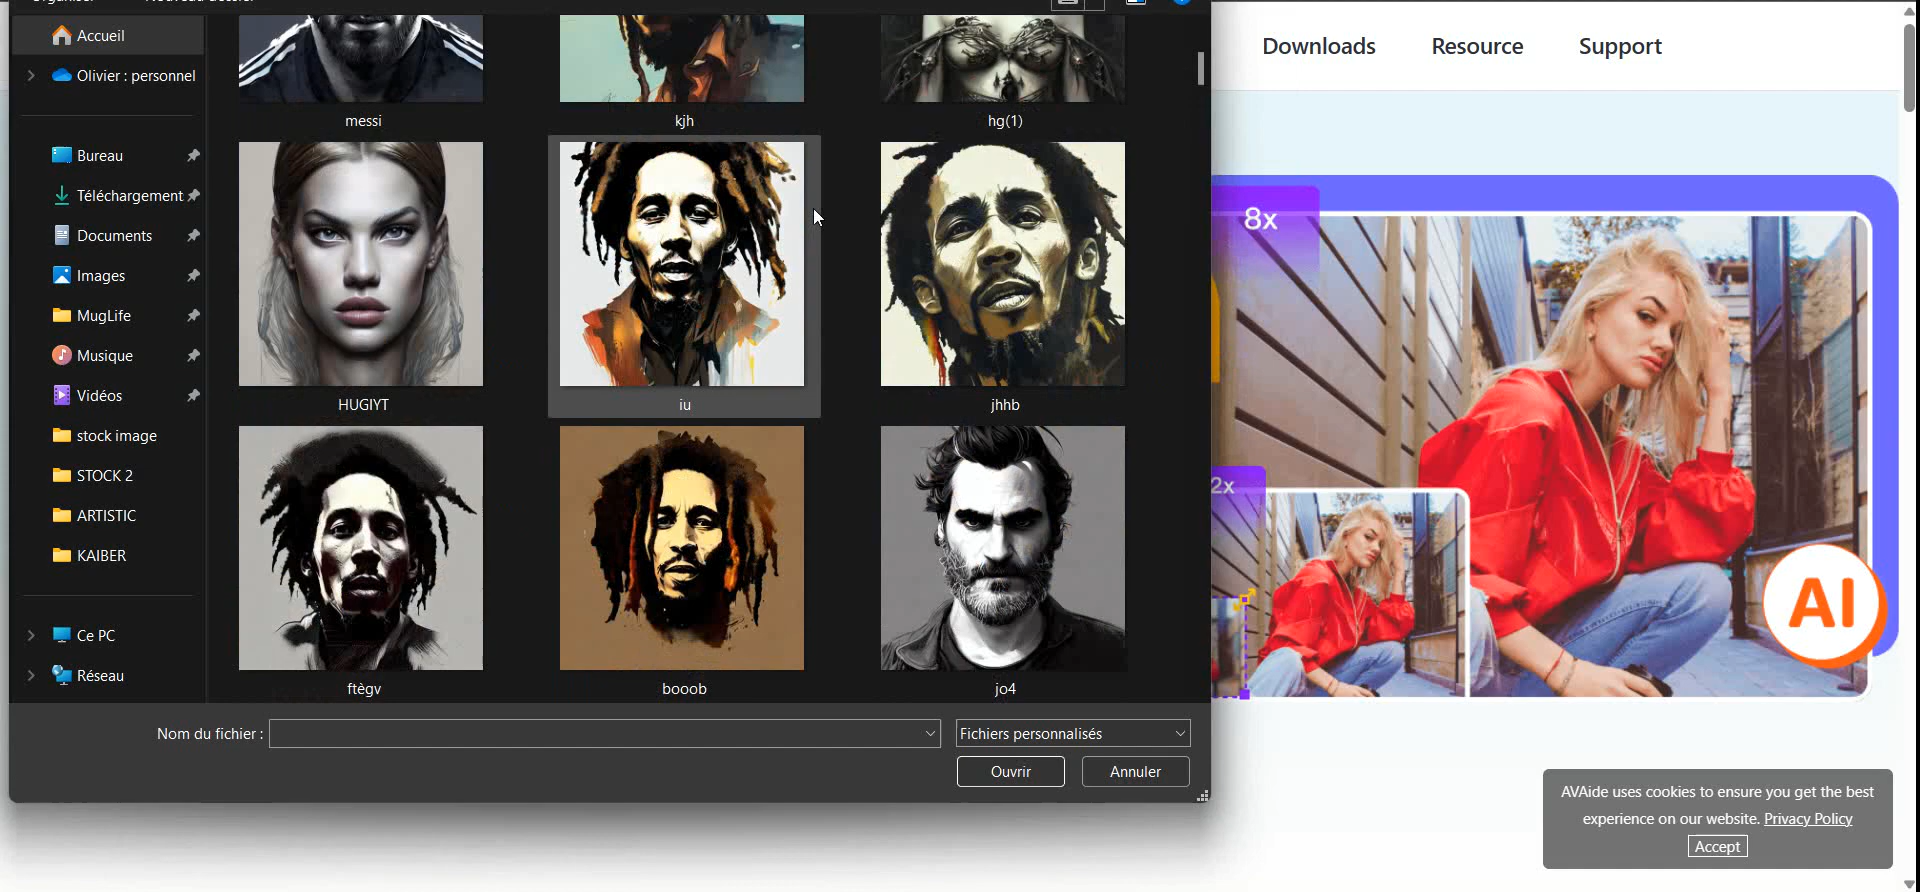 Accueil
Olivier : personnel
Bureau
Téléchargement
Documents
Images
MugLife
Musique
Vidéos
stock image
STOCK 2
ARTISTIC
KAIBER
Ce PC
Réseau
messi
kjh
hg(1)
HUGIYT
iu
jhhb
ftègv
booob
jo4
Nom du fichier :
Fichiers personnalisés
Ouvrir
Annuler
Downloads
Resource
Support
8x
2x
AI
AVAide uses cookies to ensure you get the best
experience on our website. Privacy Policy
Accept